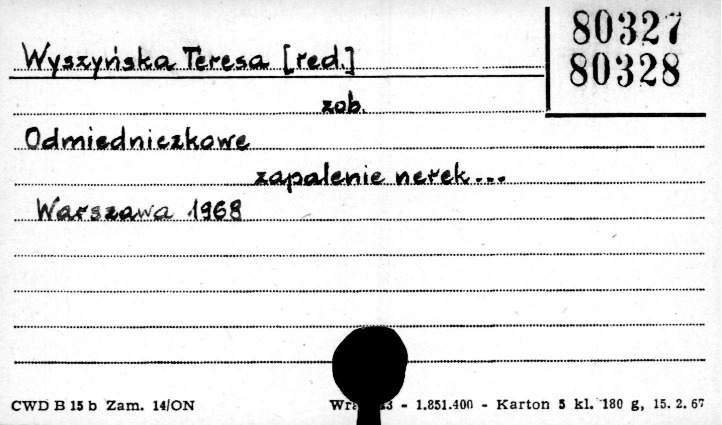 80327
80328
Wyszyńska Teresa [red.]
zob.
Odmiedniczkowe
zapalenie nerek...
Warszawa 1968
CWD B 15 b Zam. 14/ON
- 1.851.400 - Karton 5 kl. 180 g, 15. 2. 67